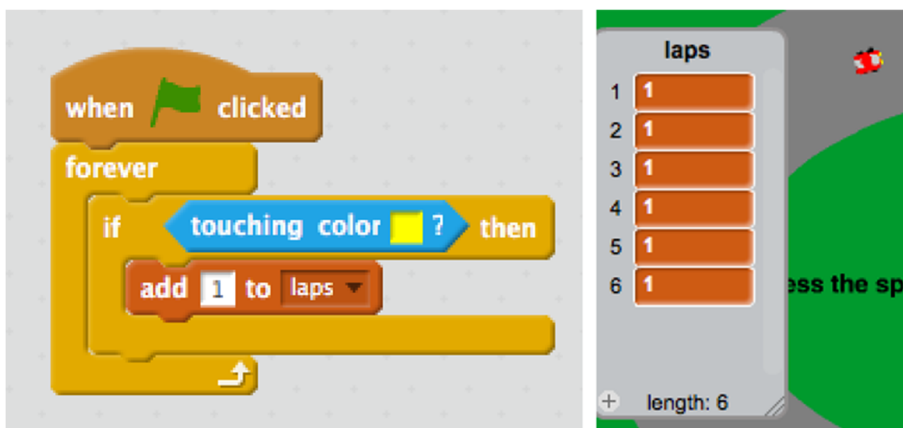 when clicked
forever
if touching color ? then
add 1 to laps
laps
1 1
2 1
3 1
4 1
5 1
6 1
ess the sp
+ length: 6